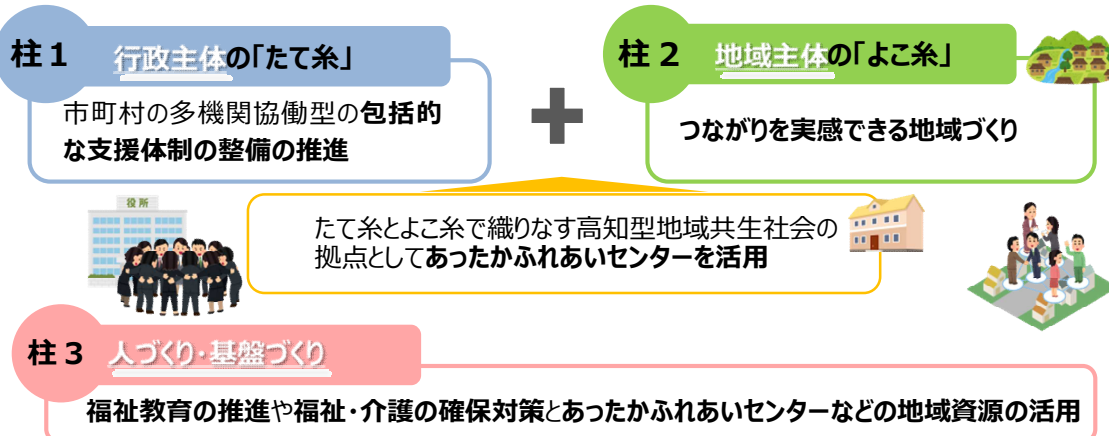 柱1 行政主体の「たて糸」
市町村の多機関協働型の包括的
な支援体制の整備の推進
柱2 地域主体の「よこ糸」
つながりを実感できる地域づくり
役所
たて糸とよこ糸で織りなす高知型地域共生社会の
拠点としてあったかふれあいセンターを活用
柱3 人づくり・基盤づくり
福祉教育の推進や福祉・介護の確保対策とあったかふれあいセンターなどの地域資源の活用